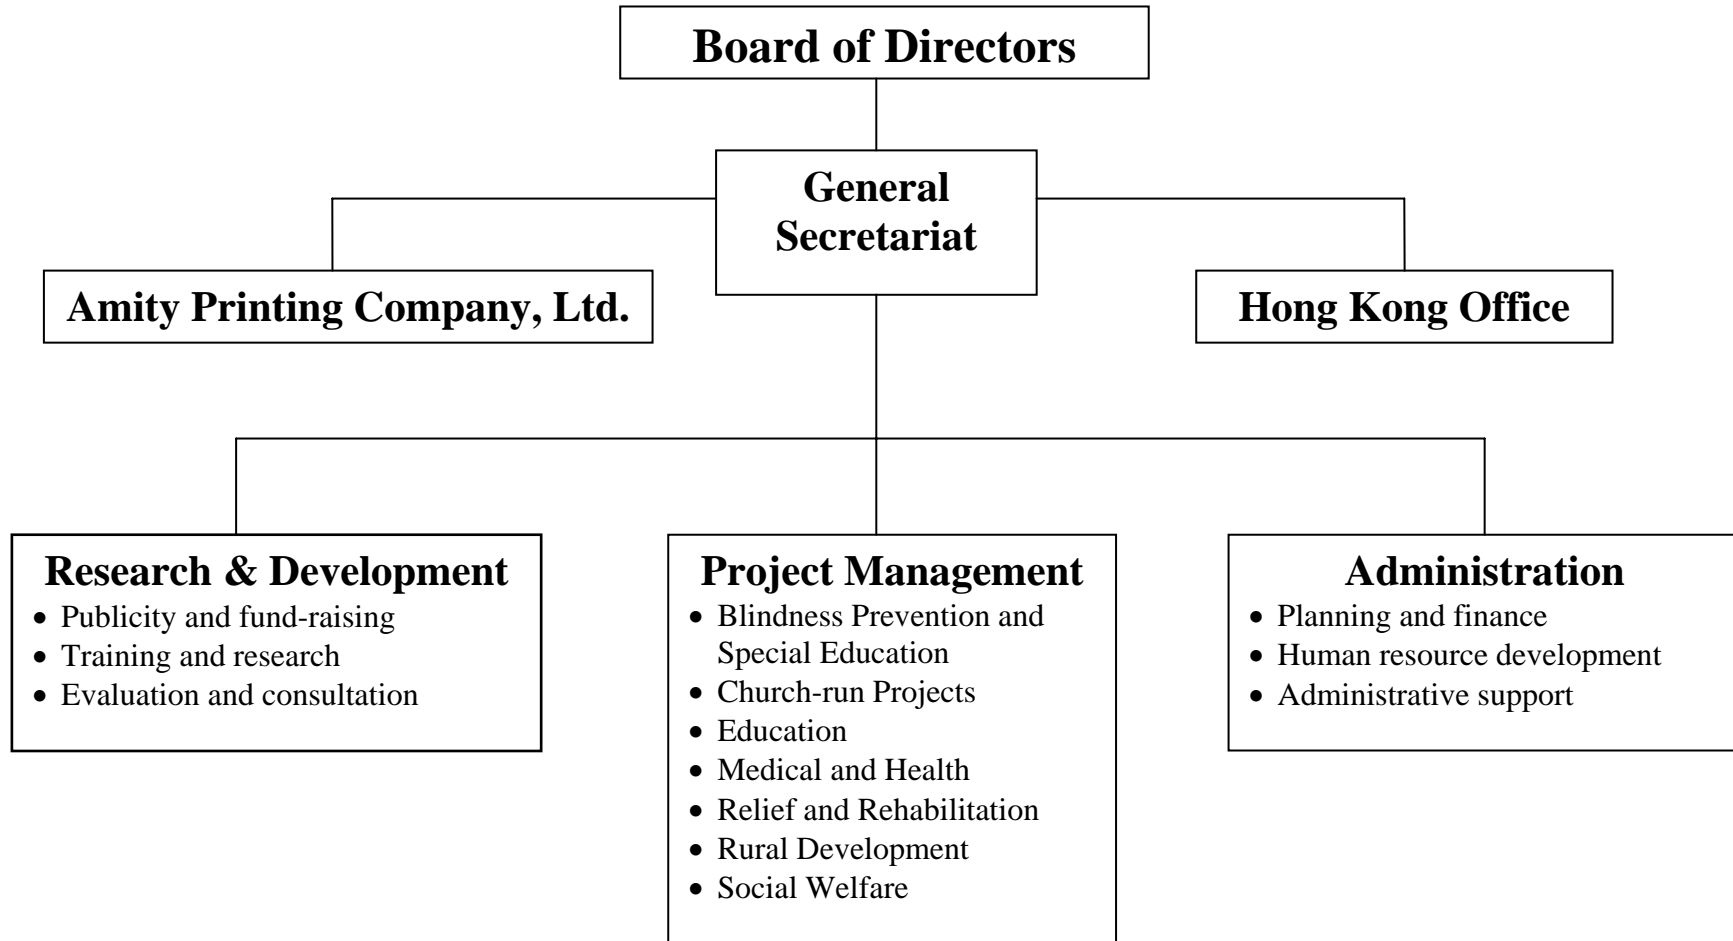 Board of Directors
General
Secretariat
Amity Printing Company, Ltd.
Hong Kong Office
Research & Development
• Publicity and fund-raising
• Training and research
• Evaluation and consultation
Project Management
• Blindness Prevention and
Special Education
• Church-run Projects
• Education
• Medical and Health
• Relief and Rehabilitation
• Rural Development
• Social Welfare
Administration
• Planning and finance
• Human resource development
• Administrative support